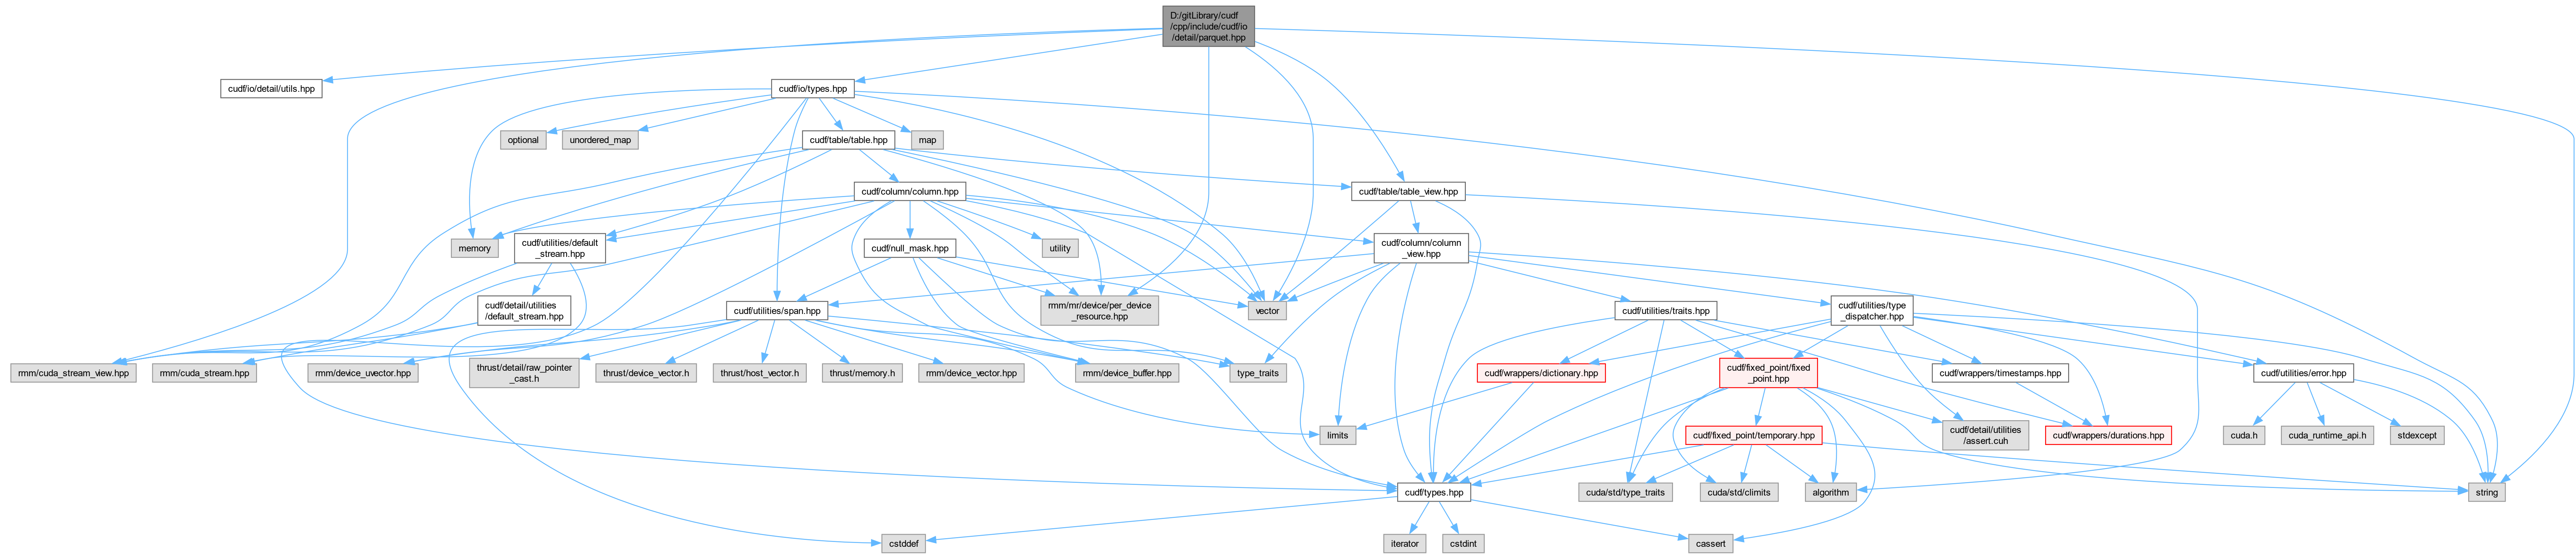 D:/gitLibrary/cudf
/cpp/include/cudf/io
/detail/parquet.hpp
cudf/io/detail/utils.hpp
cudf/io/types.hpp
optional
unordered_map
cudf/table/table.hpp
map
cudf/column/column.hpp
cudf/table/table_view.hpp
memory
cudf/utilities/default
_stream.hpp
cudf/null_mask.hpp
utility
cudf/column/column
_view.hpp
cudf/detail/utilities
/default_stream.hpp
cudf/utilities/span.hpp
rmm/mr/device/per_device
_resource.hpp
vector
cudf/utilities/traits.hpp
cudf/utilities/type
_dispatcher.hpp
rmm/cuda_stream_view.hpp
rmm/cuda_stream.hpp
rmm/device_uvector.hpp
thrust/detail/raw_pointer
_cast.h
thrust/device_vector.h
thrust/host_vector.h
thrust/memory.h
rmm/device_vector.hpp
rmm/device_buffer.hpp
type_traits
cudf/wrappers/dictionary.hpp
cudf/fixed_point/fixed
_point.hpp
cudf/wrappers/timestamps.hpp
cudf/utilities/error.hpp
limits
cudf/fixed_point/temporary.hpp
cudf/detail/utilities
/assert.cuh
cudf/wrappers/durations.hpp
cuda.h
cuda_runtime_api.h
stdexcept
cudf/types.hpp
cuda/std/type_traits
cuda/std/climits
algorithm
string
cstddef
iterator
cstdint
cassert